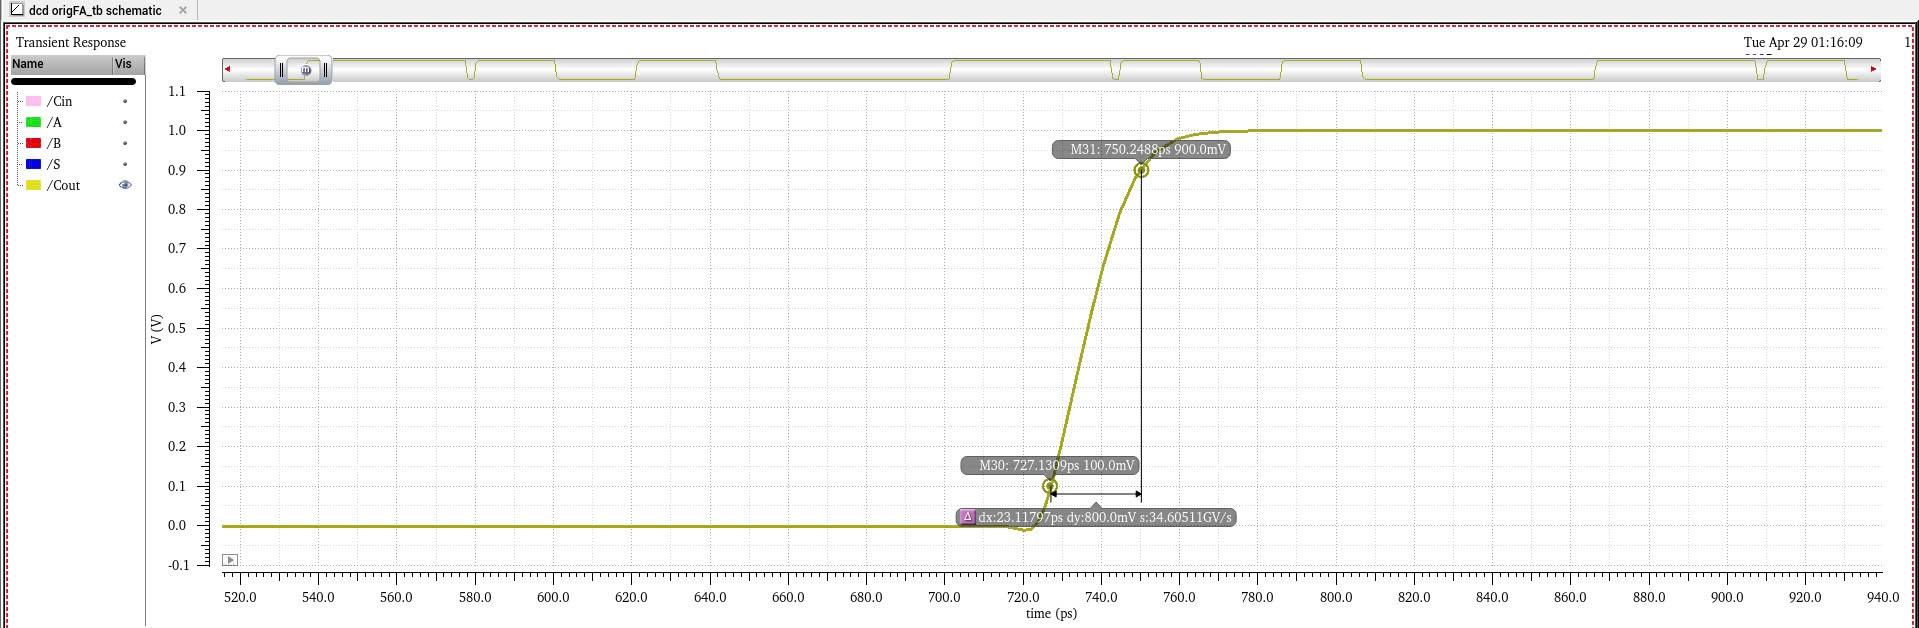 dcd origFA_tb schematic
Transient Response
Tue Apr 29 01:16:09
1
Name Vis
/Cin
/A
/B
/S
/Cout
1.1
1.0
0.9
0.8
0.7
0.6
0.5
0.4
0.3
0.2
0.1
0.0
-0.1
V (V)
M31: 750.2488ps 900.0mV
M30: 727.1309ps 100.0mV
dx:23.11797ps dy:800.0mV s:34.60511GV/s
520.0 540.0 560.0 580.0 600.0 620.0 640.0 660.0 680.0 700.0 720.0 740.0 760.0 780.0 800.0 820.0 840.0 860.0 880.0 900.0 920.0 940.0
time (ps)